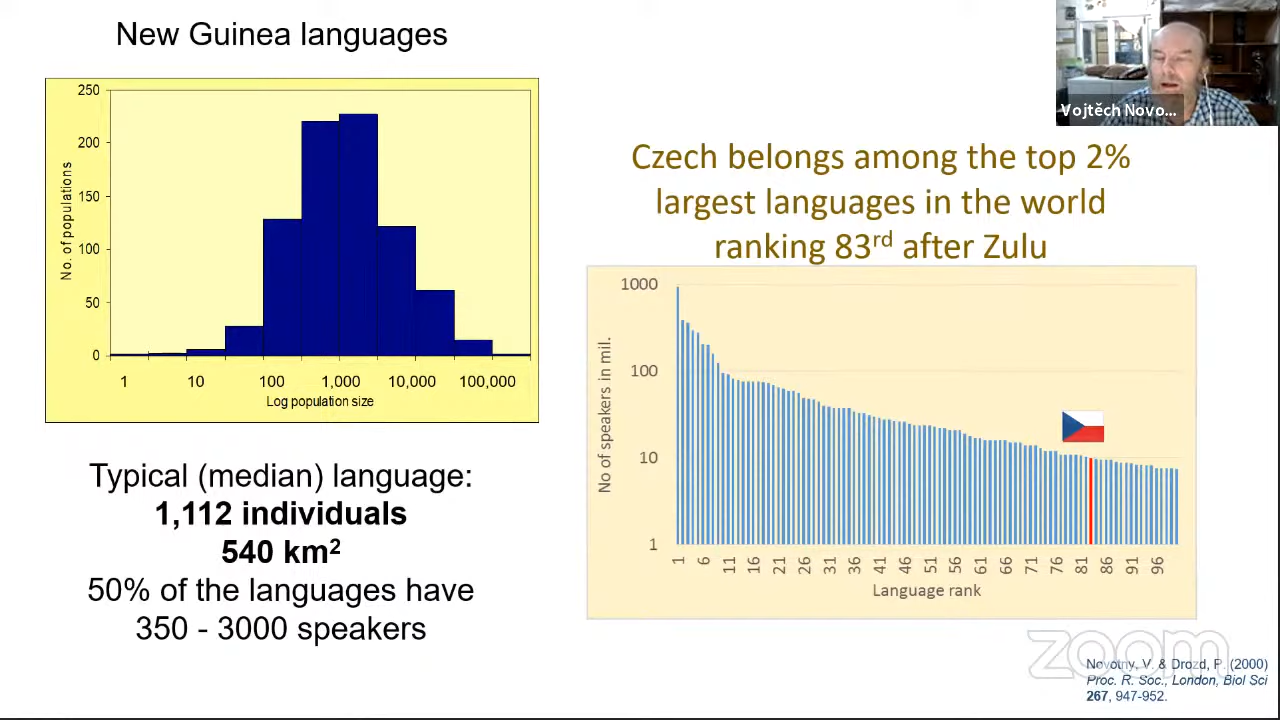 New Guinea languages
250
200
150
100
50
0
No. of populations
1
10
100
1,000
10,000
100,000
Log population size
Typical (median) language:
1,112 individuals
540 km²
50% of the languages have
350 - 3000 speakers
Vojtěch Novo...
Czech belongs among the top 2%
largest languages in the world
ranking 83rd after Zulu
1000
100
10
1
No of speakers in mil.
1
6
11
16
21
26
31
36
41
46
51
56
61
66
71
76
81
86
91
96
Language rank
zoom
Novotny, V. & Drozd, P. (2000)
Proc. R. Soc., London, Biol Sci
267, 947-952.